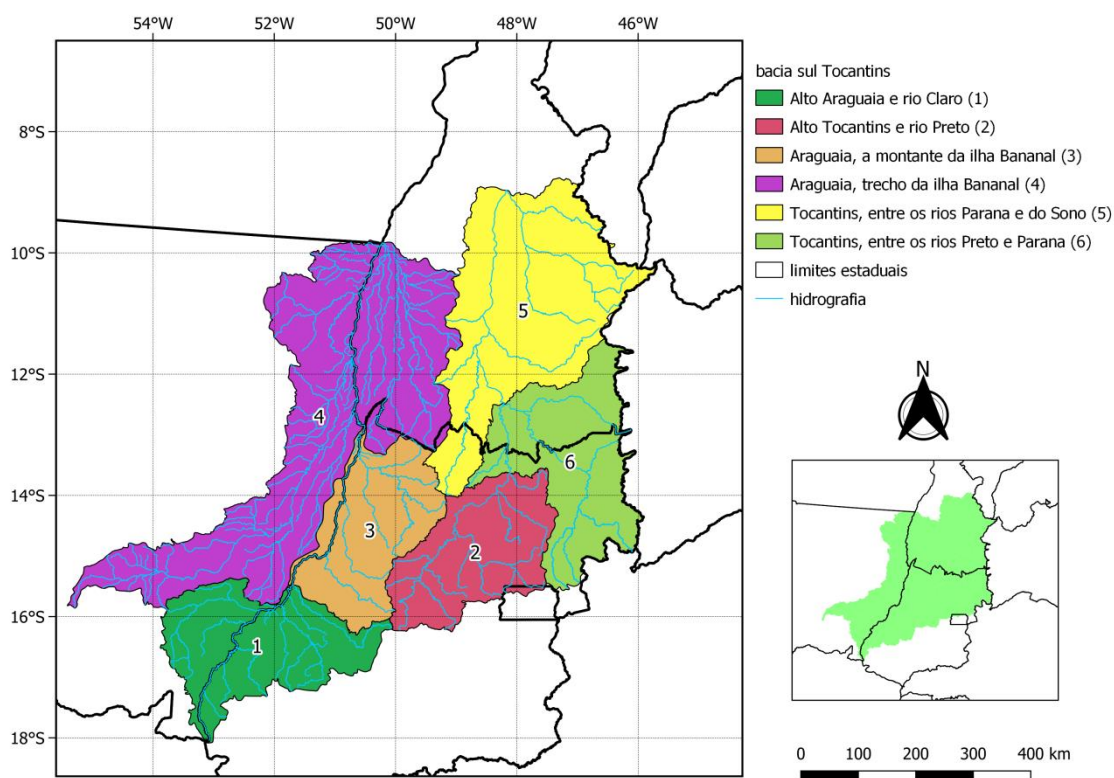 54°W 52°W 50°W 48°W 46°W
8°S
10°S
12°S
14°S
16°S
18°S
5
4
6
3
2
1
bacia sul Tocantins
Alto Araguaia e rio Claro (1)
Alto Tocantins e rio Preto (2)
Araguaia, a montante da ilha Bananal (3)
Araguaia, trecho da ilha Bananal (4)
Tocantins, entre os rios Parana e do Sono (5)
Tocantins, entre os rios Preto e Parana (6)
limites estaduais
hidrografia
N
0 100 200 300 400 km